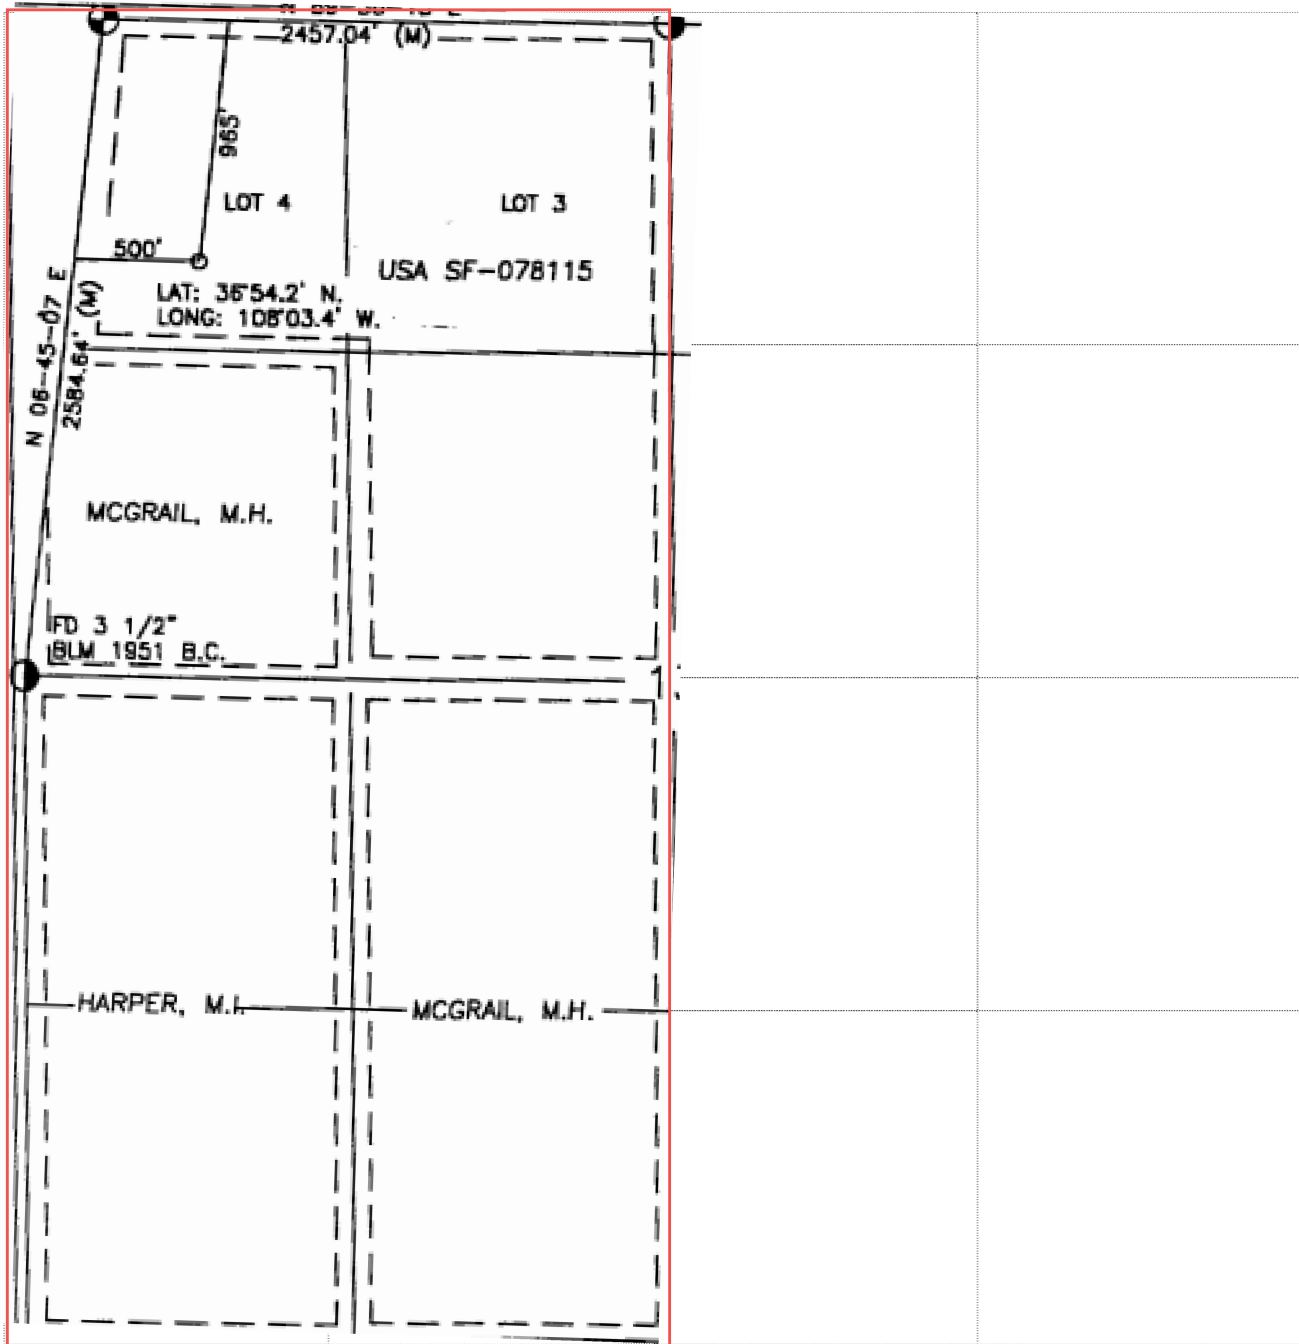 2457.04' (M)
965'
LOT 4
LOT 3
500'
USA SF-078115
LAT: 36°54.2' N.
LONG: 108°03.4' W.
N 06-45-07 E
2584.64' (M)
MCGRAIL, M.H.
FD 3 1/2"
BLM 1951 B.C.
HARPER, M.I.
MCGRAIL, M.H.